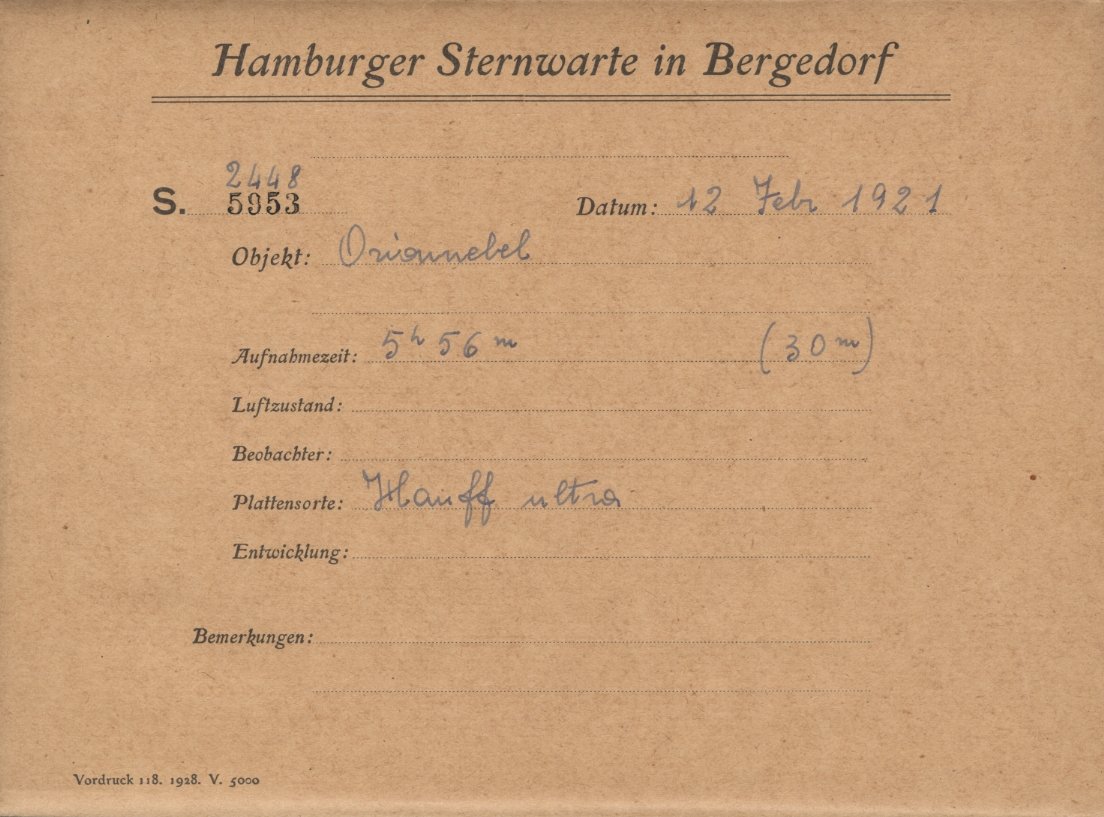 Hamburger Sternwarte in Bergedorf
2448
S. 5953 Datum: 12 Febr 1921
Objekt: Orionnebel
Aufnahmezeit: 5h 56m (30m)
Luftzustand:
Beobachter:
Plattensorte: Hauff ultra
Entwicklung:
Bemerkungen:
Vordruck 118. 1928. V. 5000